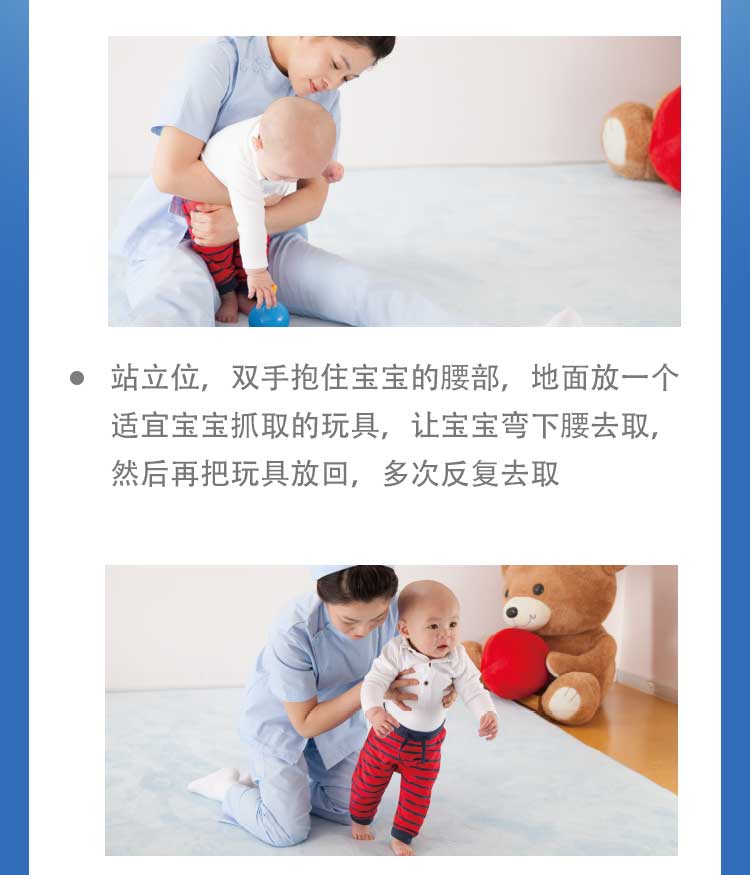 站立位，双手抱住宝宝的腰部，地面放一个
适宜宝宝抓取的玩具，让宝宝弯下腰去取，
然后再把玩具放回，多次反复去取